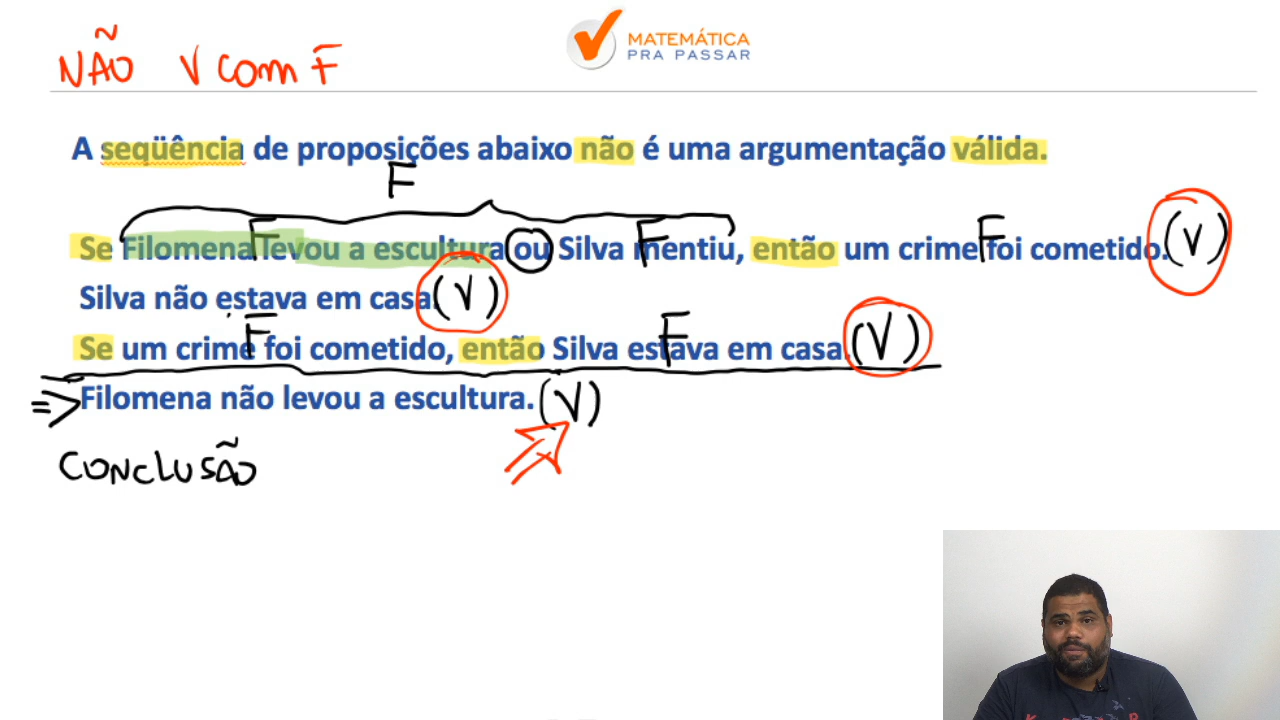 MATEMÁTICA
PRA PASSAR
NÃO V COM F
A seqüência de proposições abaixo não é uma argumentação válida.
F
F F F
Se Filomena levou a escultura ou Silva mentiu, então um crime foi cometido. (V)
Silva não estava em casa. (V)
F F
Se um crime foi cometido, então Silva estava em casa. (V)
=> Filomena não levou a escultura. (V)
CONCLUSÃO